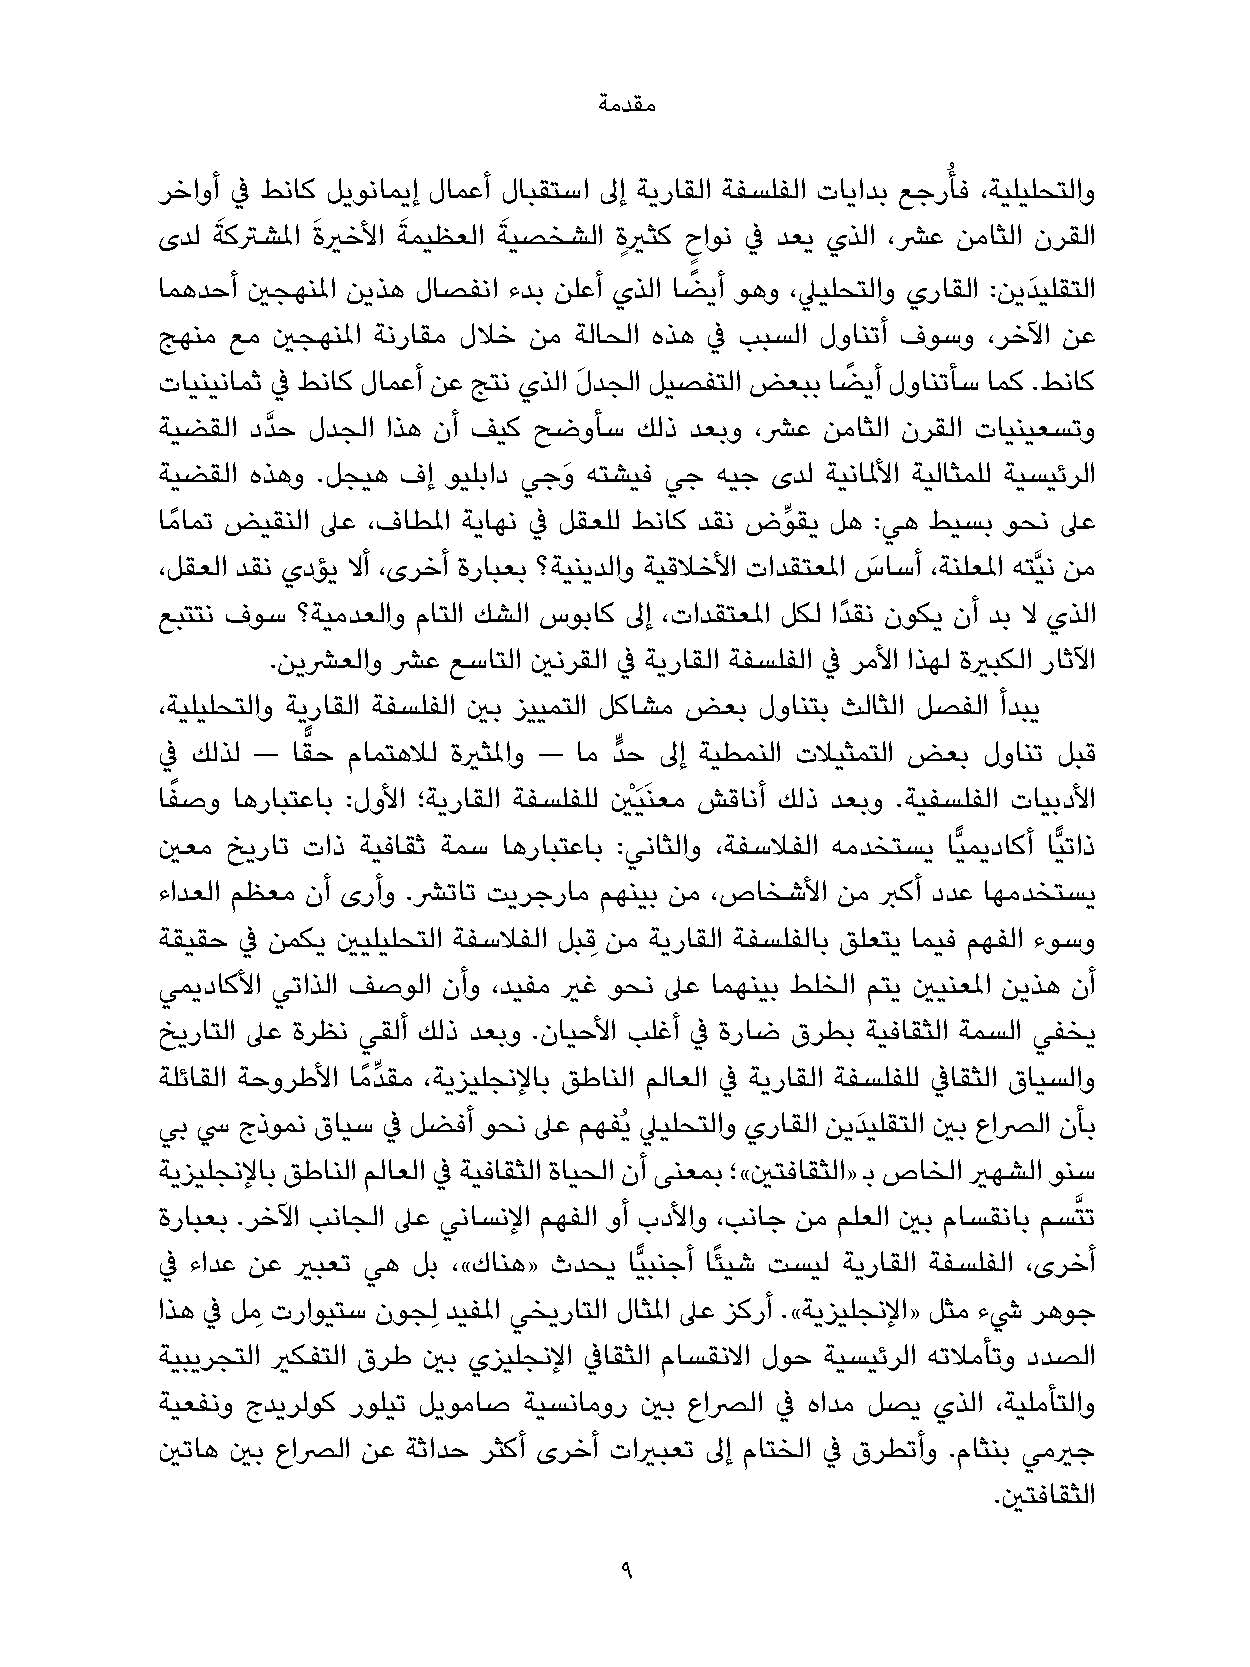 مقدمة
والتحليلية، فأُرجع بدايات الفلسفة القارية إلى استقبال أعمال إيمانويل كانط في أواخر
القرن الثامن عشر، الذي يعد في نواحٍ كثيرةٍ الشخصيةَ العظيمةَ الأخيرةَ المشتركةَ لدى
التقليدَين: القاري والتحليلي، وهو أيضًا الذي أعلن بدء انفصال هذين المنهجين أحدهما
عن الآخر، وسوف أتناول السبب في هذه الحالة من خلال مقارنة المنهجين مع منهج
كانط. كما سأتناول أيضًا ببعض التفصيل الجدلَ الذي نتج عن أعمال كانط في ثمانينيات
وتسعينيات القرن الثامن عشر، وبعد ذلك سأوضح كيف أن هذا الجدل حدَّد القضية
الرئيسية للمثالية الألمانية لدى جيه جي فيشته وَجي دابليو إف هيجل. وهذه القضية
على نحو بسيط هي: هل يقوِّض نقد كانط للعقل في نهاية المطاف، على النقيض تمامًا
من نيَّته المعلنة، أساسَ المعتقدات الأخلاقية والدينية؟ بعبارة أخرى، ألا يؤدي نقد العقل،
الذي لا بد أن يكون نقدًا لكل المعتقدات، إلى كابوس الشك التام والعدمية؟ سوف نتتبع
الآثار الكبيرة لهذا الأمر في الفلسفة القارية في القرنين التاسع عشر والعشرين.
يبدأ الفصل الثالث بتناول بعض مشاكل التمييز بين الفلسفة القارية والتحليلية،
قبل تناول بعض التمثيلات النمطية إلى حدٍّ ما — والمثيرة للاهتمام حقًّا — لذلك في
الأدبيات الفلسفية. وبعد ذلك أناقش معنَيَيْن للفلسفة القارية؛ الأول: باعتبارها وصفًا
ذاتيًّا أكاديميًّا يستخدمه الفلاسفة، والثاني: باعتبارها سمة ثقافية ذات تاريخ معين
يستخدمها عدد أكبر من الأشخاص، من بينهم مارجريت تاتشر. وأرى أن معظم العداء
وسوء الفهم فيما يتعلق بالفلسفة القارية من قِبل الفلاسفة التحليليين يكمن في حقيقة
أن هذين المعنيين يتم الخلط بينهما على نحو غير مفيد، وأن الوصف الذاتي الأكاديمي
يخفي السمة الثقافية بطرق ضارة في أغلب الأحيان. وبعد ذلك ألقي نظرة على التاريخ
والسياق الثقافي للفلسفة القارية في العالم الناطق بالإنجليزية، مقدِّمًا الأطروحة القائلة
بأن الصراع بين التقليدَين القاري والتحليلي يُفهم على نحو أفضل في سياق نموذج سي بي
سنو الشهير الخاص بـ «الثقافتين»؛ بمعنى أن الحياة الثقافية في العالم الناطق بالإنجليزية
تتَّسم بانقسام بين العلم من جانب، والأدب أو الفهم الإنساني على الجانب الآخر. بعبارة
أخرى، الفلسفة القارية ليست شيئًا أجنبيًّا يحدث «هناك»، بل هي تعبير عن عداء في
جوهر شيء مثل «الإنجليزية». أركز على المثال التاريخي المفيد لِجون ستيوارت مِل في هذا
الصدد وتأملاته الرئيسية حول الانقسام الثقافي الإنجليزي بين طرق التفكير التجريبية
والتأملية، الذي يصل مداه في الصراع بين رومانسية صامويل تيلور كولريدج ونفعية
جيرمي بنثام. وأتطرق في الختام إلى تعبيرات أخرى أكثر حداثة عن الصراع بين هاتين
الثقافتين.
٩